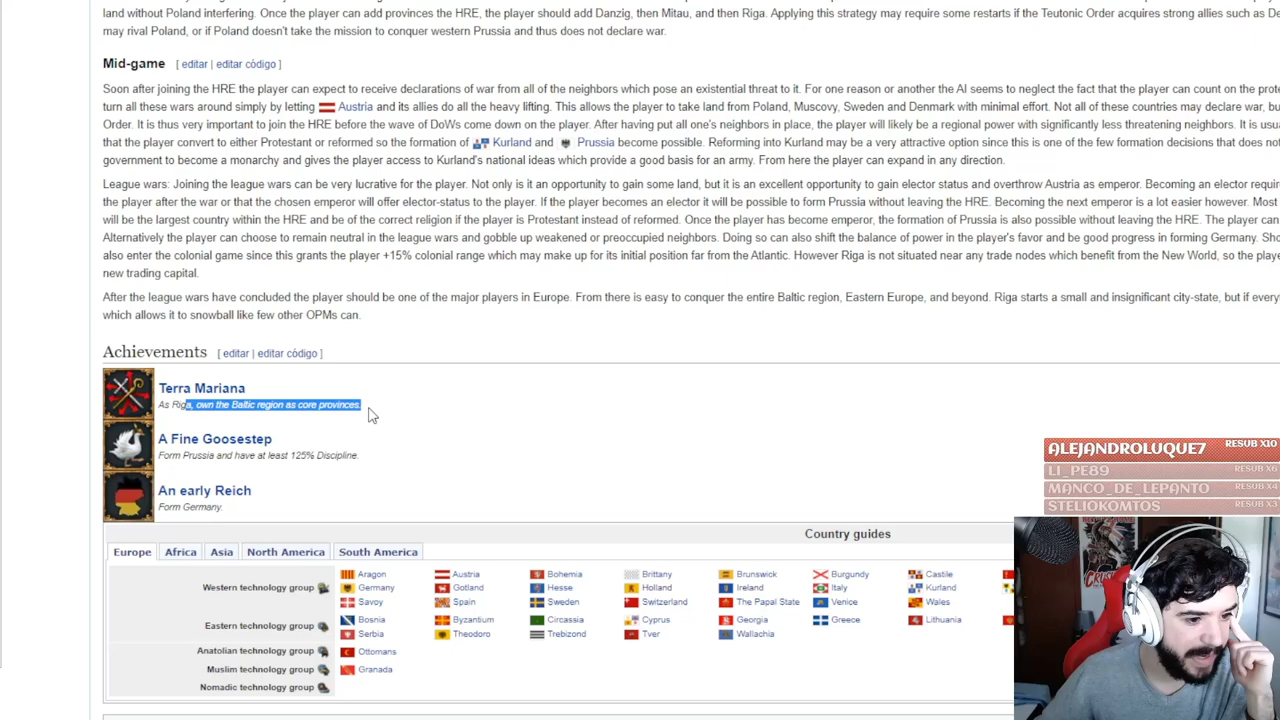 land without Poland interfering. Once the player can add provinces the HRE, the player should add Danzig, then Mitau, and then Riga. Applying this strategy may require some restarts if the Teutonic Order acquires strong allies such as De
may rival Poland, or if Poland doesn't take the mission to conquer western Prussia and thus does not declare war.
Mid-game [ editar | editar código ]
Soon after joining the HRE the player can expect to receive declarations of war from all of the neighbors which pose an existential threat to it. For one reason or another the AI seems to neglect the fact that the player can count on the prote
turn all these wars around simply by letting Austria and its allies do all the heavy lifting. This allows the player to take land from Poland, Muscovy, Sweden and Denmark with minimal effort. Not all of these countries may declare war, bu
Order. It is thus very important to join the HRE before the wave of DoWs come down on the player. After having put all one's neighbors in place, the player will likely be a regional power with significantly less threatening neighbors. It is usu
that the player convert to either Protestant or reformed so the formation of Kurland and Prussia become possible. Reforming into Kurland may be a very attractive option since this is one of the few formation decisions that does not
government to become a monarchy and gives the player access to Kurland's national ideas which provide a good basis for an army. From here the player can expand in any direction.
League wars: Joining the league wars can be very lucrative for the player. Not only is it an opportunity to gain some land, but it is an excellent opportunity to gain elector status and overthrow Austria as emperor. Becoming an elector requir
the player after the war or that the chosen emperor will offer elector-status to the player. If the player becomes an elector it will be possible to form Prussia without leaving the HRE. Becoming the next emperor is a lot easier however. Most
will be the largest country within the HRE and be of the correct religion if the player is Protestant instead of reformed. Once the player has become emperor, the formation of Prussia is also possible without leaving the HRE. The player can
Alternatively the player can choose to remain neutral in the league wars and gobble up weakened or preoccupied neighbors. Doing so can also shift the balance of power in the player's favor and be good progress in forming Germany. Sho
also enter the colonial game since this grants the player +15% colonial range which may make up for its initial position far from the Atlantic. However Riga is not situated near any trade nodes which benefit from the New World, so the playe
new trading capital.
After the league wars have concluded the player should be one of the major players in Europe. From there is easy to conquer the entire Baltic region, Eastern Europe, and beyond. Riga starts a small and insignificant city-state, but if every
which allows it to snowball like few other OPMs can.
Achievements [ editar | editar código ]
Terra Mariana
As Riga, own the Baltic region as core provinces.
A Fine Goosestep
Form Prussia and have at least 125% Discipline.
An early Reich
Form Germany.
ALEJANDROLUQUE7 RESUB X10
LI_PE89 RESUB X6
MANCO_DE_LEPANTO RESUB X4
STELIOKOMTOS RESUB X3
Country guides
Europe Africa Asia North America South America
Western technology group
Aragon Austria Bohemia Brittany Brunswick Burgundy Castile
Germany Gotland Hesse Holland Ireland Italy Kurland
Savoy Spain Sweden Switzerland The Papal State Venice Wales
Eastern technology group
Bosnia Byzantium Circassia Cyprus Georgia Greece Lithuania
Serbia Theodoro Trebizond Tver Wallachia
Anatolian technology group Ottomans
Muslim technology group Granada
Nomadic technology group